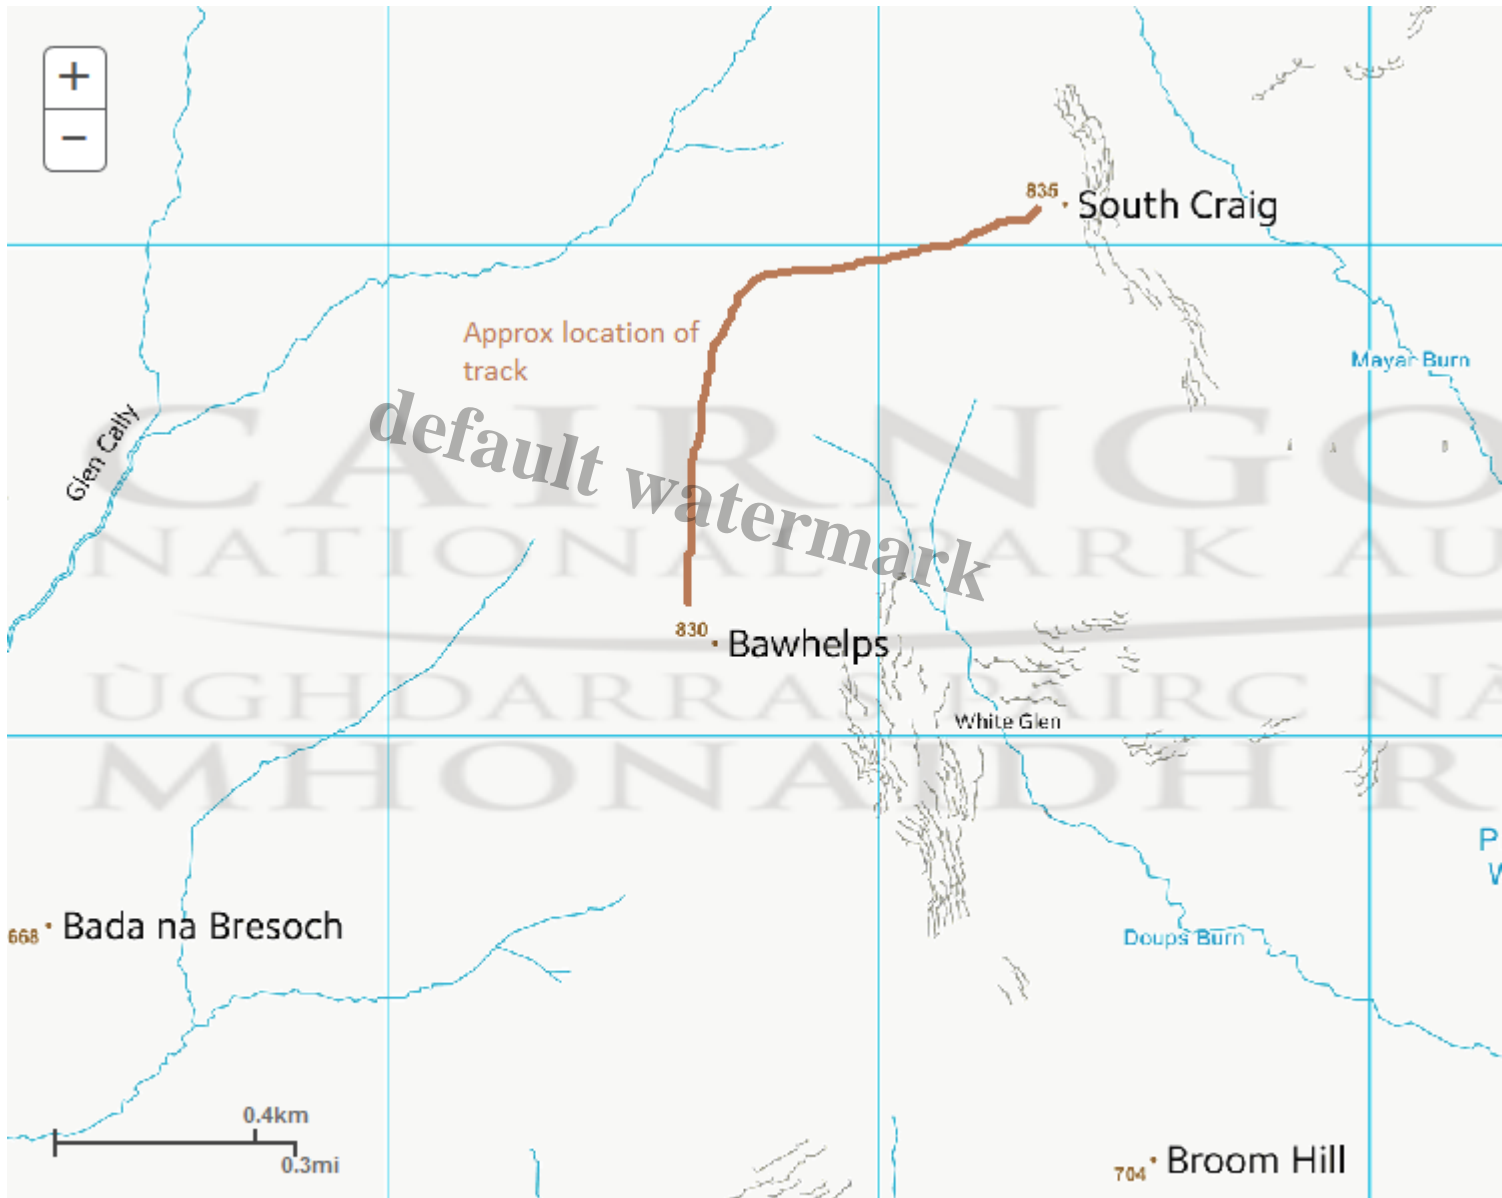 +
−
835
South Craig
Approx location of
track
Mayar Burn
Glen Cally
default watermark
CAIRNGO
NATIONAL PARK AU
830
Bawhelps
ÙGHDARRAS PÀIRC NÀ
White Glen
MHONAIDH R
P
W
668
Bada na Bresoch
Doups Burn
0.4km
0.3mi
704
Broom Hill